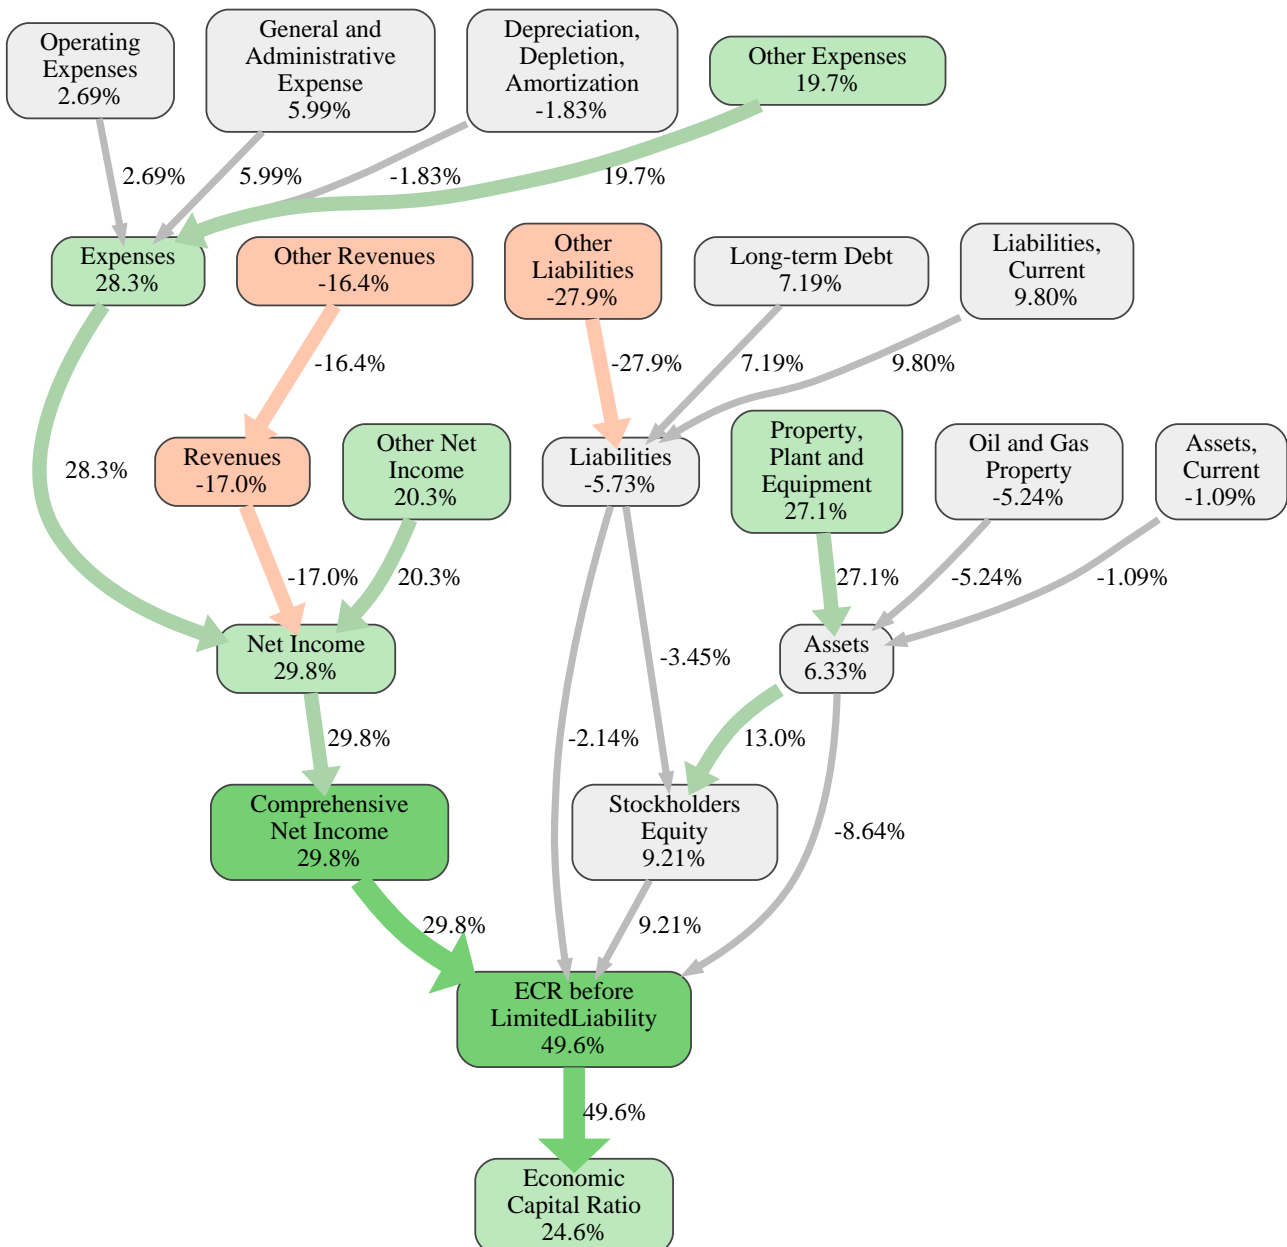 Operating
Expenses
2.69%
General and
Administrative
Expense
5.99%
Depreciation,
Depletion,
Amortization
-1.83%
Other Expenses
19.7%
2.69%
5.99%
-1.83%
19.7%
Expenses
28.3%
Other Revenues
-16.4%
Other
Liabilities
-27.9%
Long-term Debt
7.19%
Liabilities,
Current
9.80%
-16.4%
-27.9%
7.19%
9.80%
28.3%
Revenues
-17.0%
Other Net
Income
20.3%
Liabilities
-5.73%
Property,
Plant and
Equipment
27.1%
Oil and Gas
Property
-5.24%
Assets,
Current
-1.09%
-17.0%
20.3%
27.1%
-5.24%
-1.09%
Net Income
29.8%
-3.45%
Assets
6.33%
29.8%
-2.14%
13.0%
Comprehensive
Net Income
29.8%
Stockholders
Equity
9.21%
-8.64%
29.8%
9.21%
ECR before
LimitedLiability
49.6%
49.6%
Economic
Capital Ratio
24.6%